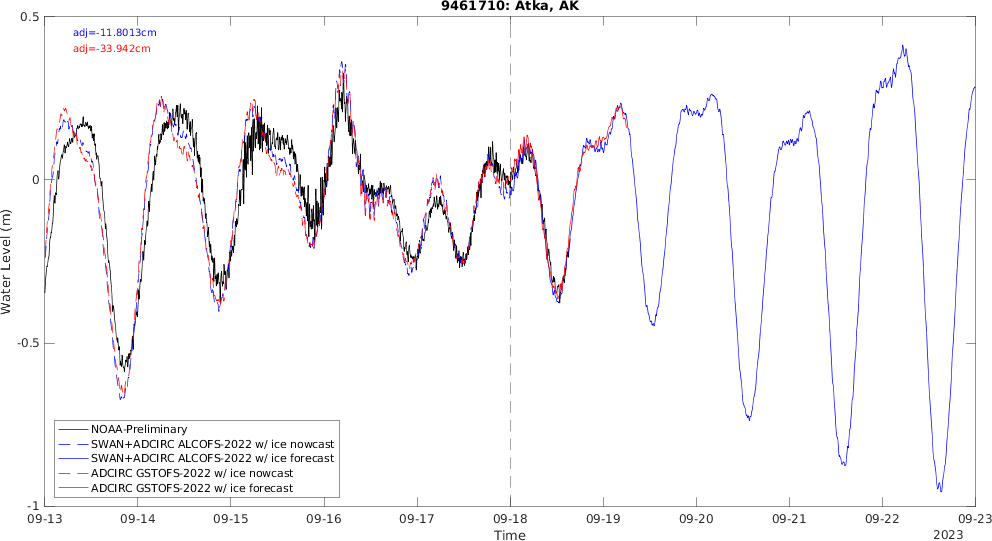 9461710: Atka, AK
adj=-11.8013cm
adj=-33.942cm
Water Level (m)
0.5
0
-0.5
-1
NOAA-Preliminary
SWAN+ADCIRC ALCOFS-2022 w/ ice nowcast
SWAN+ADCIRC ALCOFS-2022 w/ ice forecast
ADCIRC GSTOFS-2022 w/ ice nowcast
ADCIRC GSTOFS-2022 w/ ice forecast
09-13 09-14 09-15 09-16 09-17 09-18 09-19 09-20 09-21 09-22 09-23
Time
2023